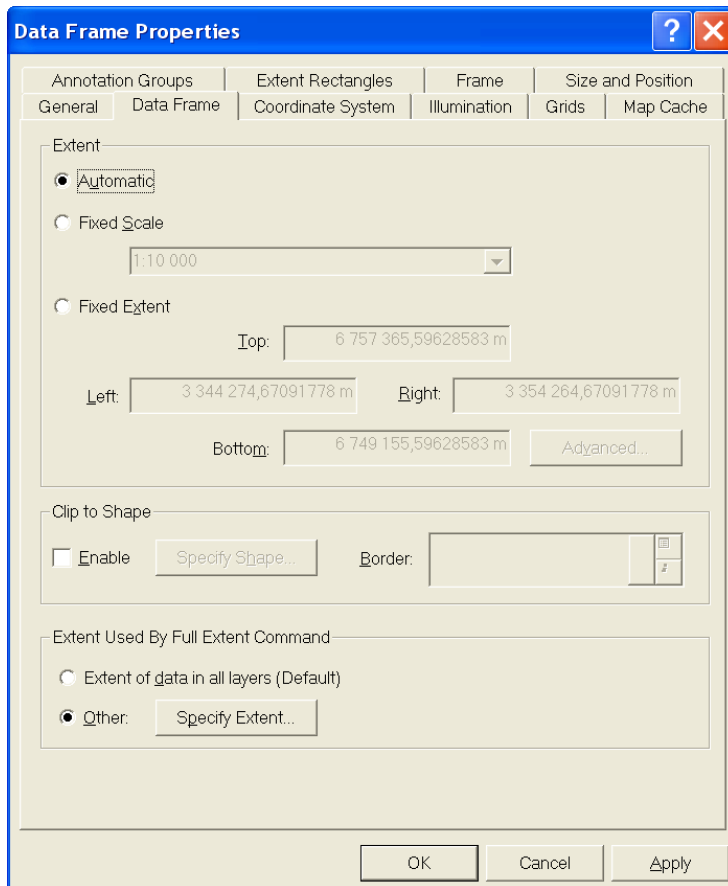 Data Frame Properties
Annotation Groups Extent Rectangles Frame Size and Position
General Data Frame Coordinate System Illumination Grids Map Cache
Extent
Automatic
Fixed Scale
1:10 000
Fixed Extent
Top: 6 757 365,59628583 m
Left: 3 344 274,67091778 m Right: 3 354 264,67091778 m
Bottom: 6 749 155,59628583 m Advanced...
Clip to Shape
Enable Specify Shape... Border:
Extent Used By Full Extent Command
Extent of data in all layers (Default)
Other: Specify Extent...
OK Cancel Apply